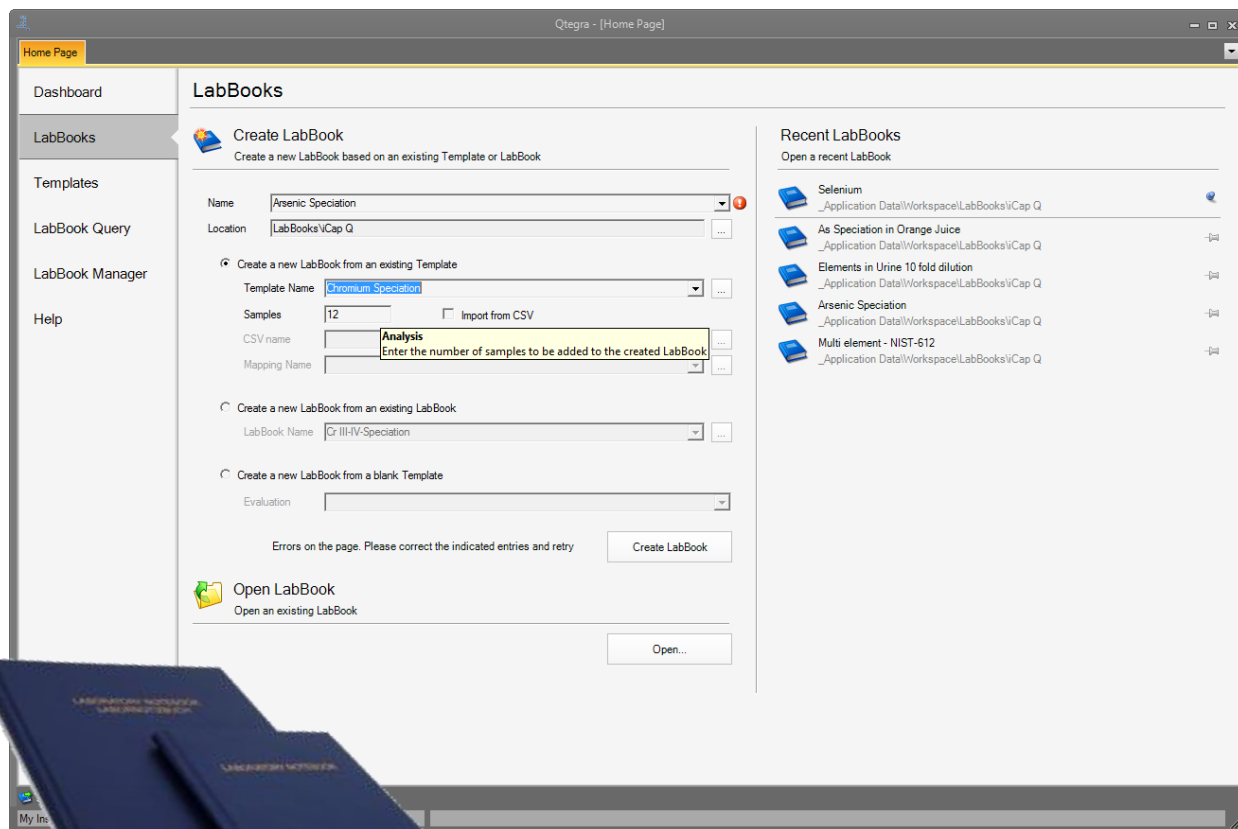 Qtegra - [Home Page]
Home Page
Dashboard
LabBooks
Templates
LabBook Query
LabBook Manager
Help
LabBooks
Create LabBook
Create a new LabBook based on an existing Template or LabBook
Name
Arsenic Speciation
Location
LabBooks\iCap Q
...
Create a new LabBook from an existing Template
Template Name
Chromium Speciation
...
Samples
12
Import from CSV
Analysis
Enter the number of samples to be added to the created LabBook
CSV name
...
Mapping Name
...
Create a new LabBook from an existing LabBook
LabBook Name
Cr III-IV-Speciation
...
Create a new LabBook from a blank Template
Evaluation
Errors on the page. Please correct the indicated entries and retry
Create LabBook
Open LabBook
Open an existing LabBook
Open...
Recent LabBooks
Open a recent LabBook
Selenium
_Application Data\Workspace\LabBooks\iCap Q
As Speciation in Orange Juice
_Application Data\Workspace\LabBooks\iCap Q
Elements in Urine 10 fold dilution
_Application Data\Workspace\LabBooks\iCap Q
Arsenic Speciation
_Application Data\Workspace\LabBooks\iCap Q
Multi element - NIST-612
_Application Data\Workspace\LabBooks\iCap Q
LABORATORY NOTEBOOK
LABORNOTEBUCH
LABORATORY NOTEBOOK
My Ins